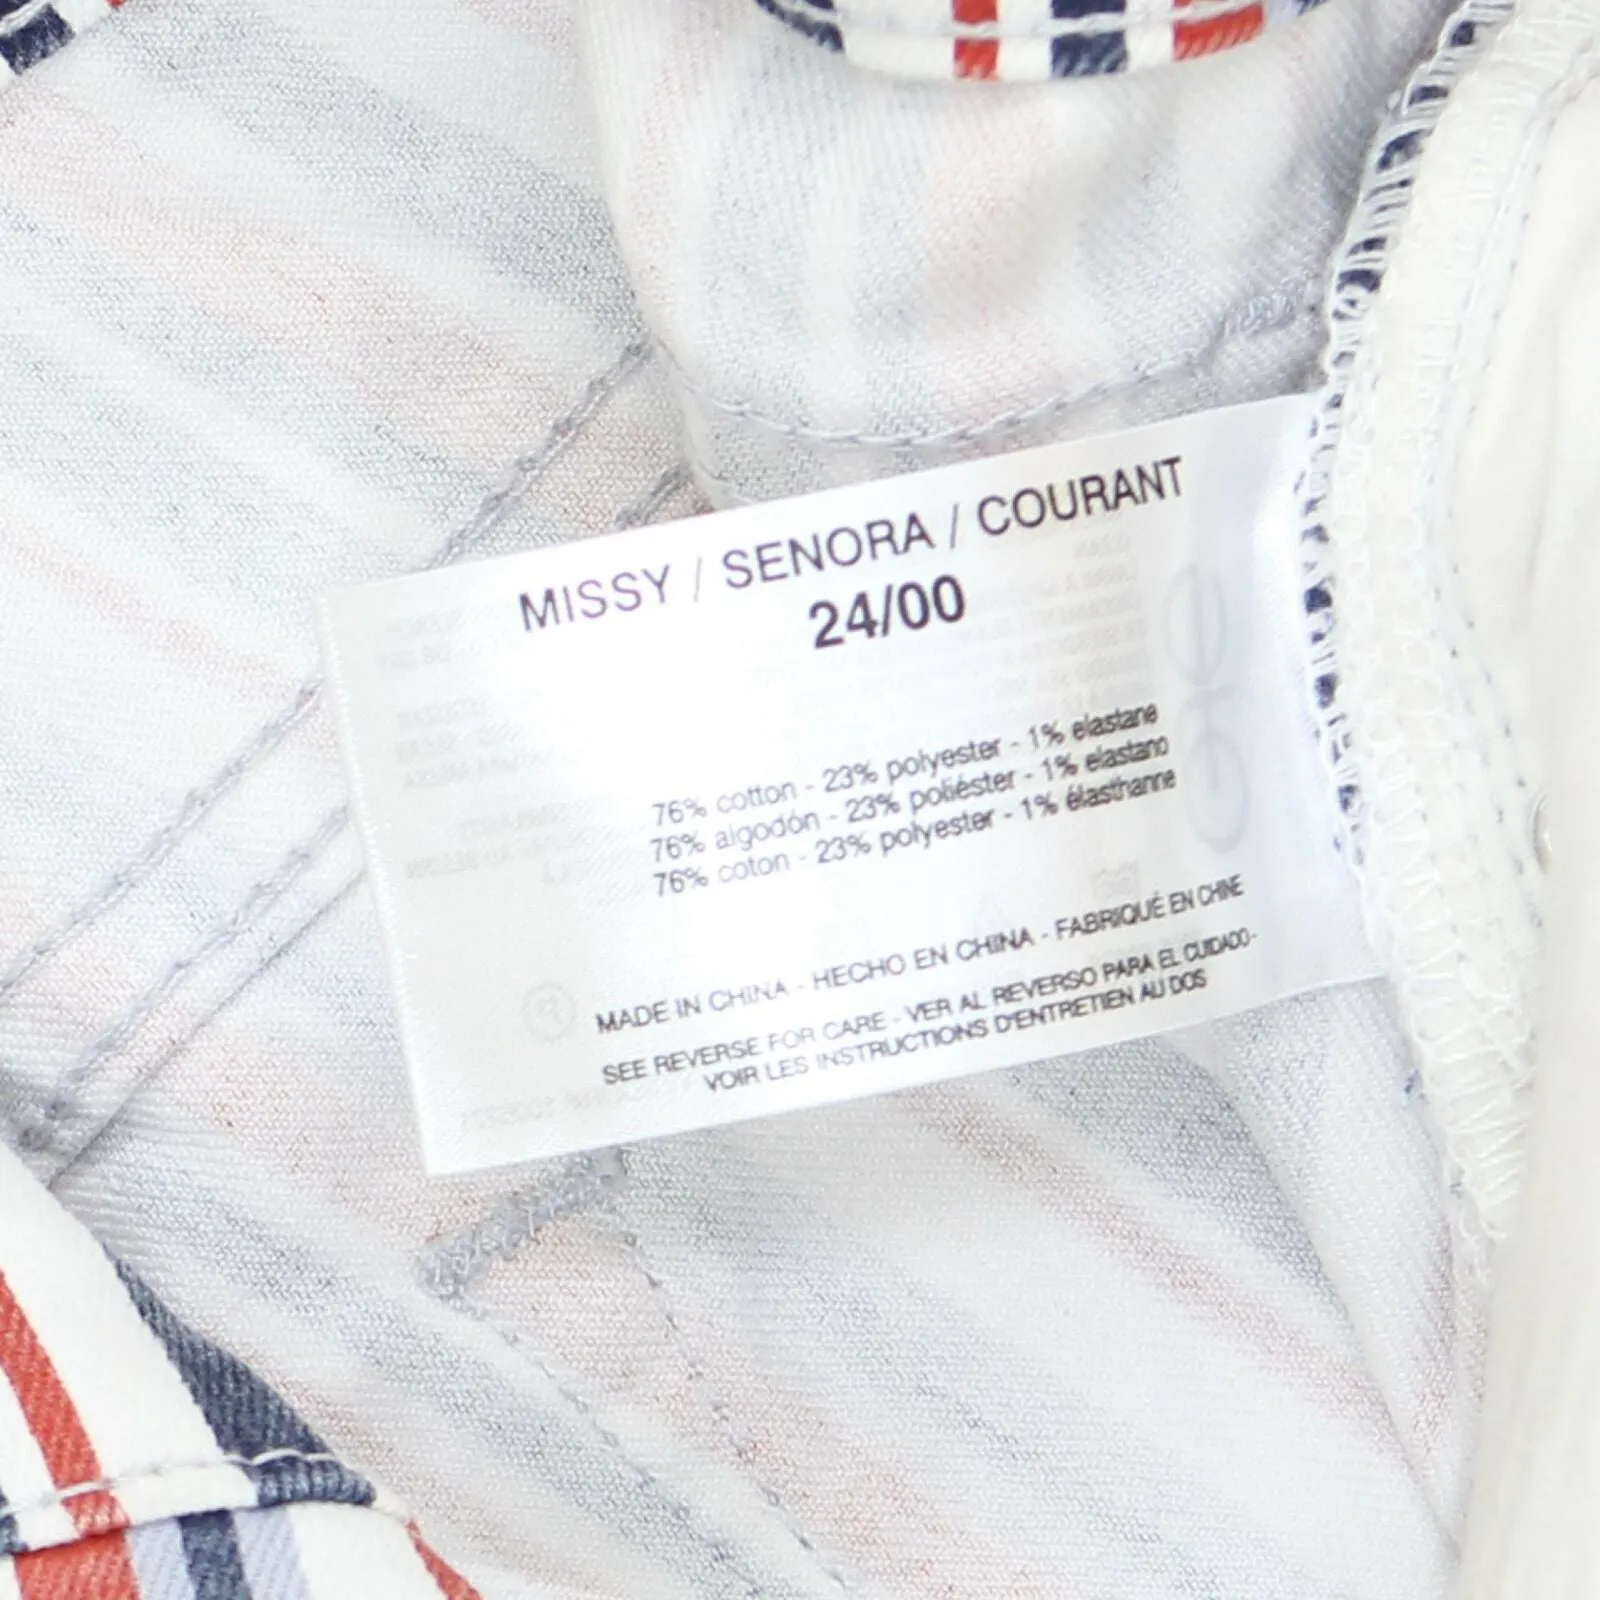 MISSY / SENORA / COURANT
24/00
76% cotton - 23% polyester - 1% elastane
76% algodón - 23% poliéster - 1% elastano
76% coton - 23% polyester - 1% élasthanne
MADE IN CHINA - HECHO EN CHINA - FABRIQUÉ EN CHINE
SEE REVERSE FOR CARE - VER AL REVERSO PARA EL CUIDADO -
VOIR LES INSTRUCTIONS D'ENTRETIEN AU DOS